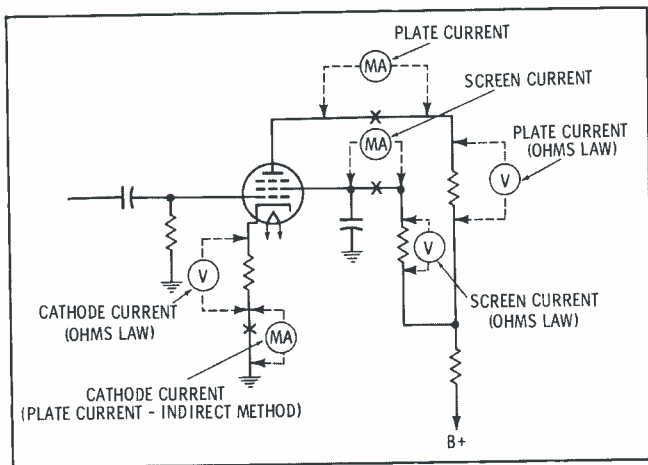 PLATE CURRENT
MA
SCREEN CURRENT
MA
PLATE CURRENT
(OHMS LAW)
V
V
V
CATHODE CURRENT
(OHMS LAW)
MA
SCREEN CURRENT
(OHMS LAW)
CATHODE CURRENT
(PLATE CURRENT - INDIRECT METHOD)
B+